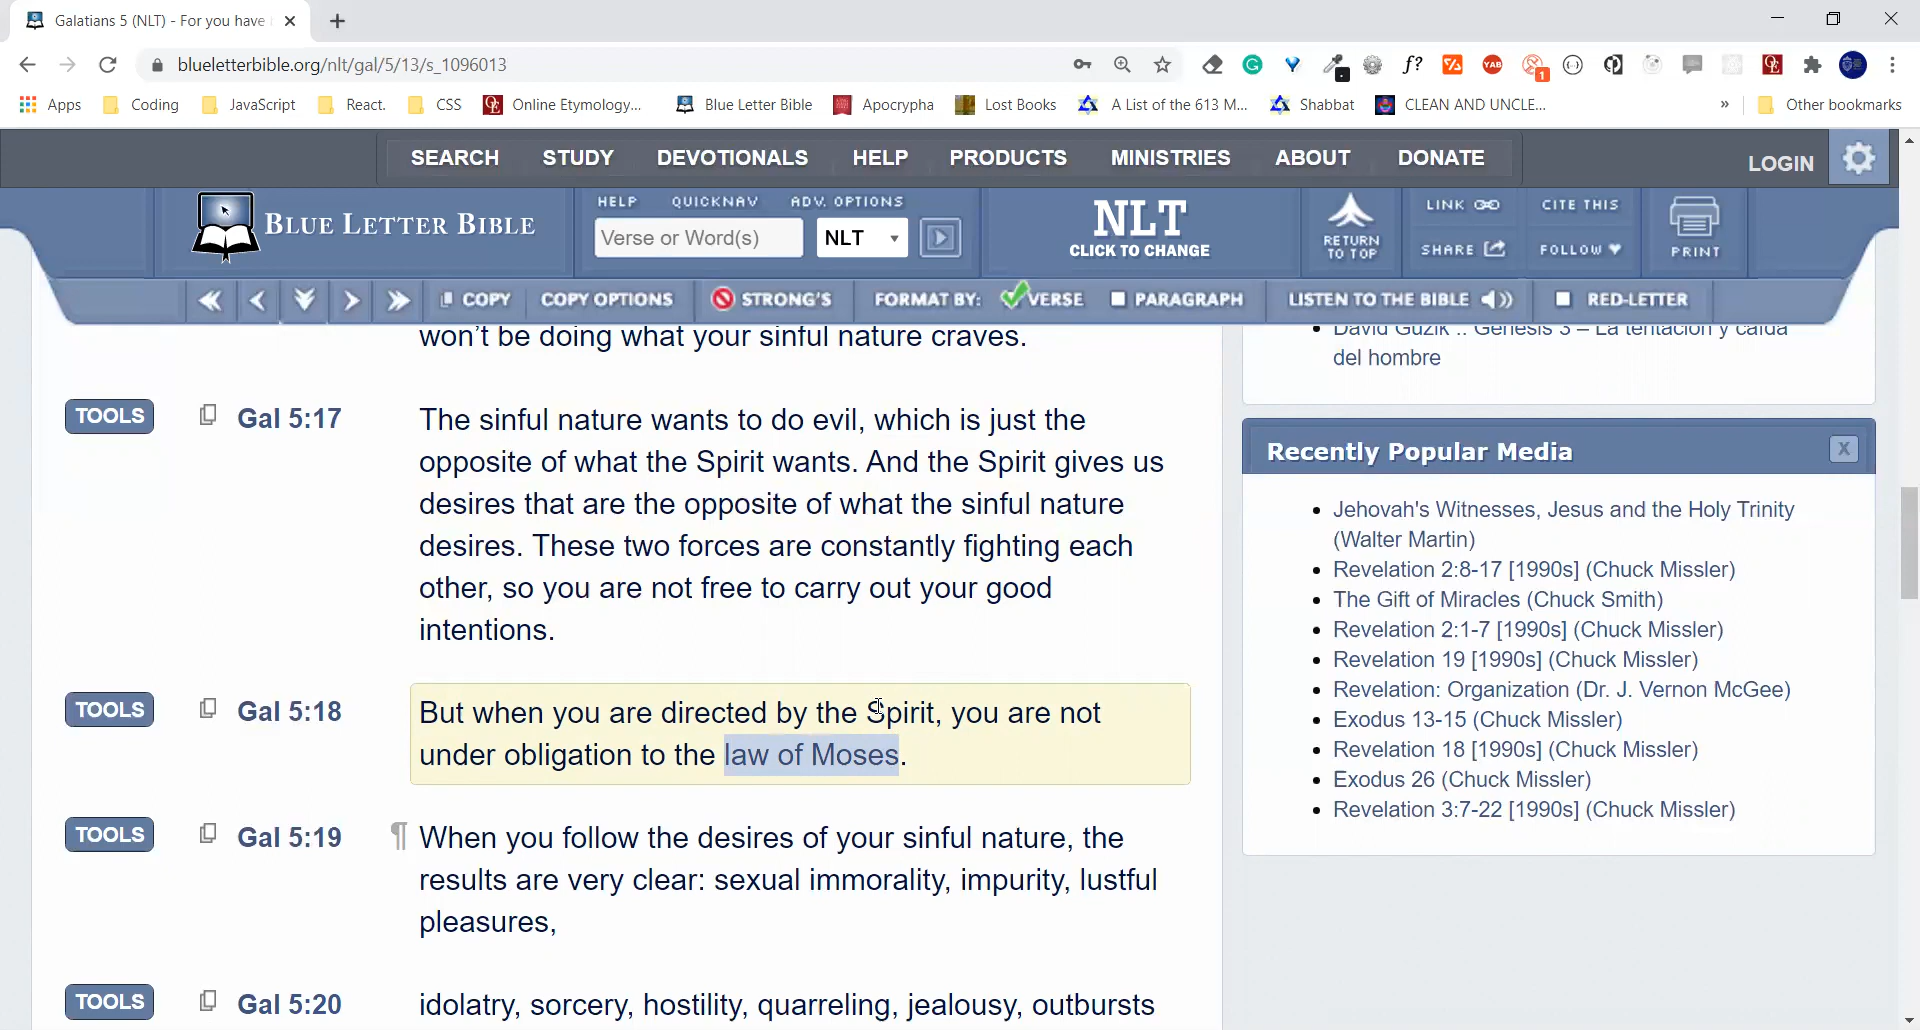 Galatians 5 (NLT) - For you have
blueletterbible.org/nlt/gal/5/13/s_1096013
f?
YAB
1
OE
Apps Coding JavaScript React. CSS OE Online Etymology... Blue Letter Bible Apocrypha Lost Books A List of the 613 M... Shabbat CLEAN AND UNCLE... » Other bookmarks
SEARCH STUDY DEVOTIONALS HELP PRODUCTS MINISTRIES ABOUT DONATE LOGIN
HELP QUICKNAV ADV. OPTIONS
BLUE LETTER BIBLE
Verse or Word(s) NLT
NLT
CLICK TO CHANGE
RETURN
TO TOP
LINK CITE THIS
SHARE FOLLOW
PRINT
COPY COPY OPTIONS STRONG'S FORMAT BY: VERSE PARAGRAPH LISTEN TO THE BIBLE RED-LETTER
won't be doing what your sinful nature craves.
TOOLS Gal 5:17 The sinful nature wants to do evil, which is just the
opposite of what the Spirit wants. And the Spirit gives us
desires that are the opposite of what the sinful nature
desires. These two forces are constantly fighting each
other, so you are not free to carry out your good
intentions.
TOOLS Gal 5:18 But when you are directed by the Spirit, you are not
under obligation to the law of Moses.
TOOLS Gal 5:19 ¶ When you follow the desires of your sinful nature, the
results are very clear: sexual immorality, impurity, lustful
pleasures,
TOOLS Gal 5:20 idolatry, sorcery, hostility, quarreling, jealousy, outbursts
David Guzik :: Genesis 3 – La tentación y caída
del hombre
Recently Popular Media X
Jehovah's Witnesses, Jesus and the Holy Trinity
(Walter Martin)
Revelation 2:8-17 [1990s] (Chuck Missler)
The Gift of Miracles (Chuck Smith)
Revelation 2:1-7 [1990s] (Chuck Missler)
Revelation 19 [1990s] (Chuck Missler)
Revelation: Organization (Dr. J. Vernon McGee)
Exodus 13-15 (Chuck Missler)
Revelation 18 [1990s] (Chuck Missler)
Exodus 26 (Chuck Missler)
Revelation 3:7-22 [1990s] (Chuck Missler)